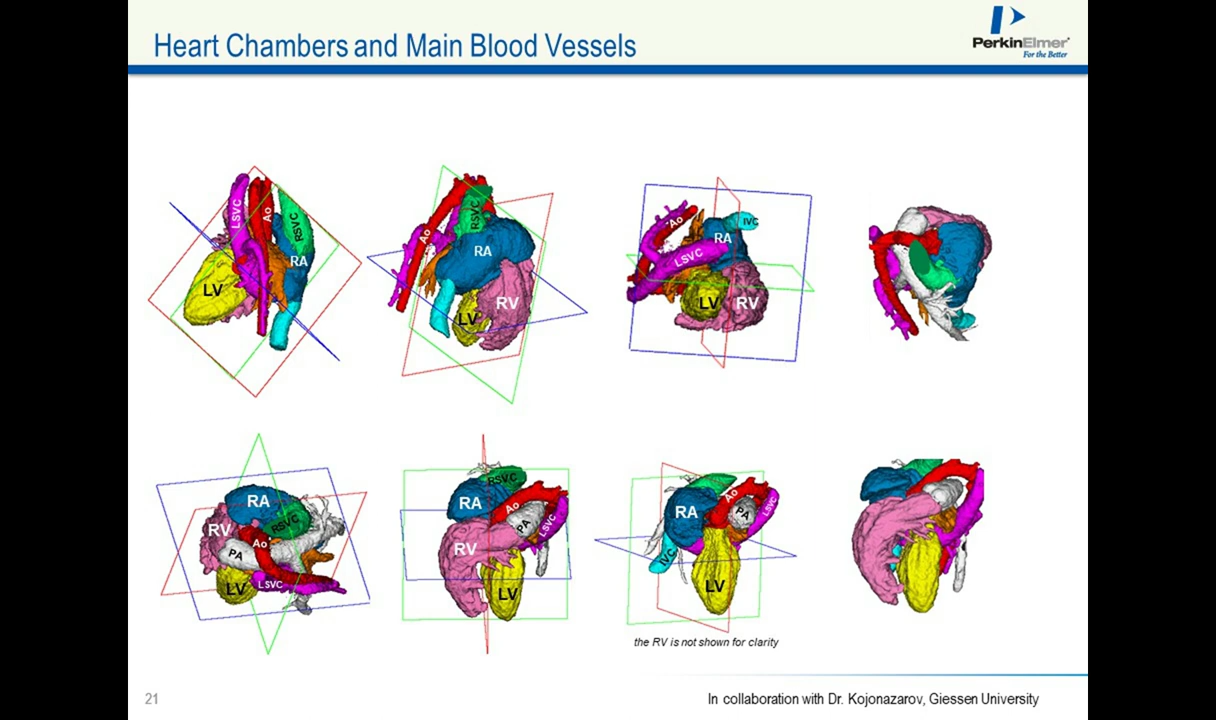 Heart Chambers and Main Blood Vessels
PerkinElmer
For the Better
LSVC
Ao
RSVC
RA
LV
Ao
RSVC
RA
RV
LV
Ao
IVC
RA
LSVC
LV
RV
RA
RV
RSVC
Ao
PA
LV
LSVC
RSVC
RA
Ao
PA
LSVC
RV
LV
Ao
RA
PA
LSVC
IVC
LV
the RV is not shown for clarity
21
In collaboration with Dr. Kojonazarov, Giessen University